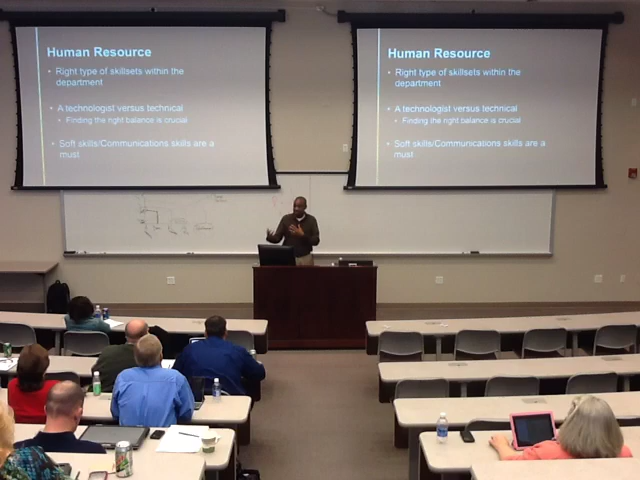 Human Resource
• Right type of skillsets within the
department
• A technologist versus technical
• Finding the right balance is crucial
• Soft skills/Communications skills are a
must
Human Resource
• Right type of skillsets within the
department
• A technologist versus technical
• Finding the right balance is crucial
• Soft skills/Communications skills are a
must